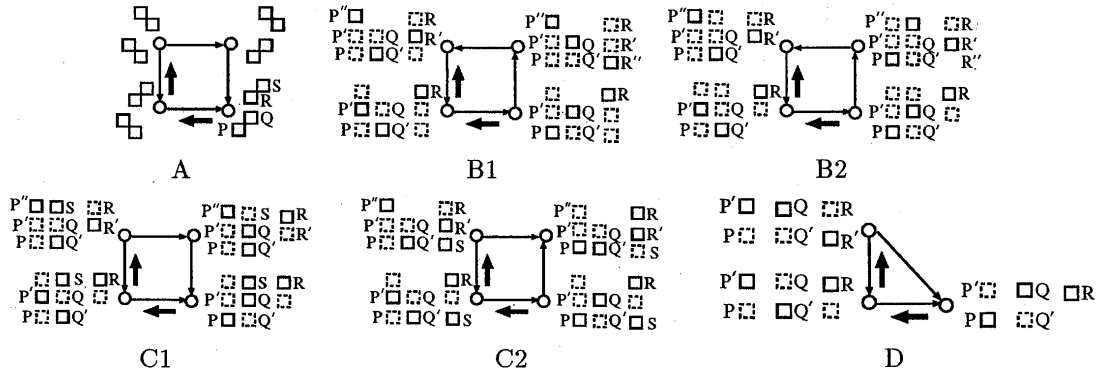 S
R
P Q
A
P'' R P'' R
P' Q R' P' Q R'
P Q' P Q' R''
R R
P' Q P' Q
P Q' P Q'
B1
P'' R P'' R
P' Q R' P' Q R'
P Q' P Q' R''
R R
P' Q P' Q
P Q' P Q'
B2
P'' S R P'' S R
P' Q R' P' Q R'
P Q' P Q'
S R S R
P' Q P' Q
P Q' P Q'
C1
P'' R P'' R
P' Q R' P' Q R'
P Q' S P Q' S
R R
P' Q P' Q
P Q' S P Q' S
C2
P' Q R
P Q' R'
P' Q R P' Q R
P Q' P Q'
D